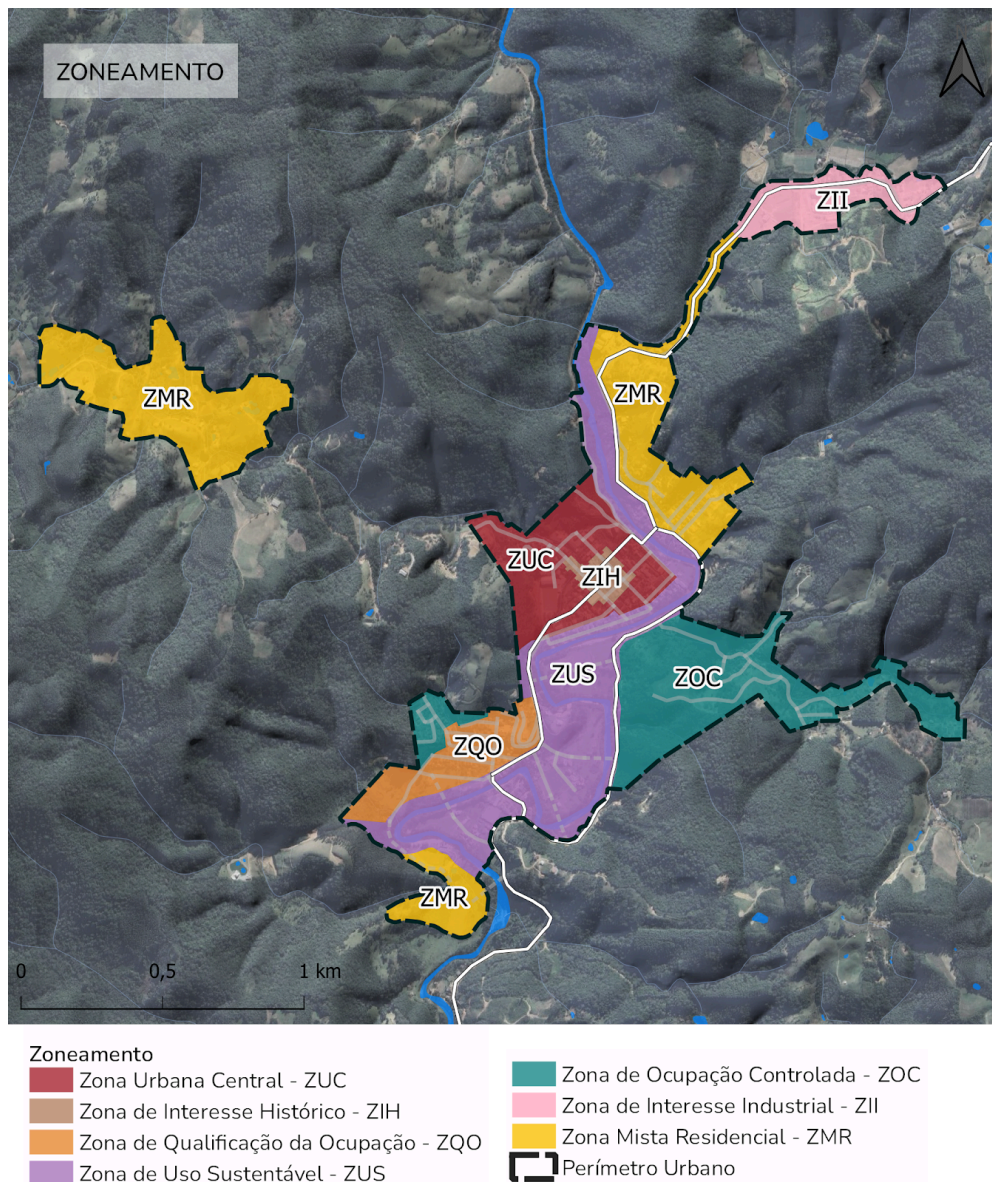 ZONEAMENTO
ZII
ZMR
ZMR
ZUC
ZIH
ZUS
ZOC
ZQO
ZMR
0 0,5 1 km
Zoneamento
Zona Urbana Central - ZUC
Zona de Interesse Histórico - ZIH
Zona de Qualificação da Ocupação - ZQO
Zona de Uso Sustentável - ZUS
Zona de Ocupação Controlada - ZOC
Zona de Interesse Industrial - ZII
Zona Mista Residencial - ZMR
Perímetro Urbano